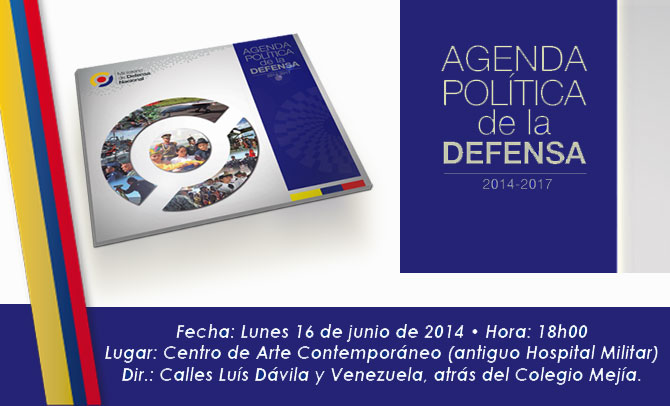 Ministerio
de Defensa
Nacional
AGENDA
POLÍTICA
de la
DEFENSA
AGENDA
POLÍTICA
de la
DEFENSA
2014-2017
Fecha: Lunes 16 de junio de 2014 • Hora: 18h00
Lugar: Centro de Arte Contemporáneo (antiguo Hospital Militar)
Dir.: Calles Luís Dávila y Venezuela, atrás del Colegio Mejía.